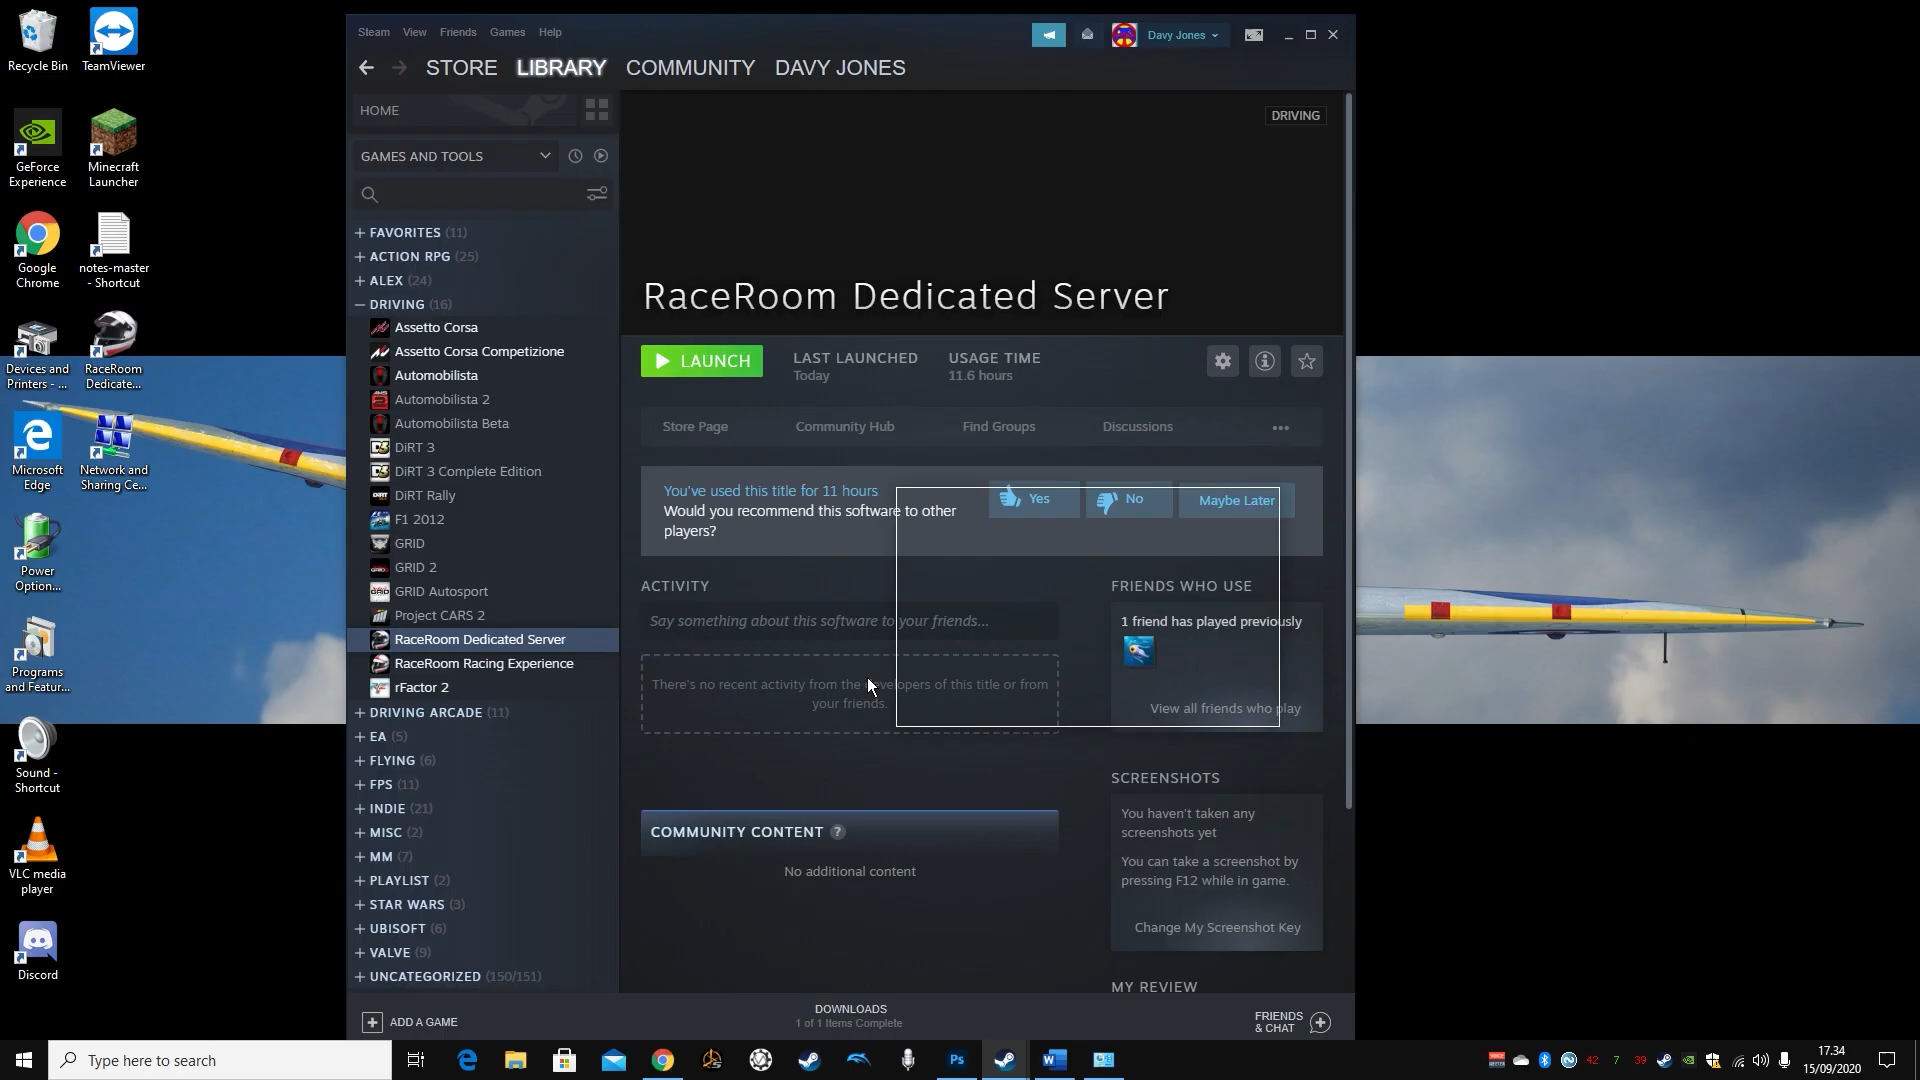 Recycle Bin
TeamViewer
GeForce
Experience
Minecraft
Launcher
Google
Chrome
notes-master
- Shortcut
Devices and
Printers - ...
RaceRoom
Dedicate...
Microsoft
Edge
Network and
Sharing Ce...
Power
Option...
Programs
and Featur...
Sound -
Shortcut
VLC media
player
Discord
Steam View Friends Games Help
Davy Jones
STORE LIBRARY COMMUNITY DAVY JONES
HOME
GAMES AND TOOLS
FAVORITES (11)
ACTION RPG (25)
ALEX (24)
DRIVING (16)
Assetto Corsa
Assetto Corsa Competizione
Automobilista
Automobilista 2
Automobilista Beta
DiRT 3
DiRT 3 Complete Edition
DiRT Rally
F1 2012
GRID
GRID 2
GRID Autosport
Project CARS 2
RaceRoom Dedicated Server
RaceRoom Racing Experience
rFactor 2
DRIVING ARCADE (11)
EA (5)
FLYING (6)
FPS (11)
INDIE (21)
MISC (2)
MM (7)
PLAYLIST (2)
STAR WARS (3)
UBISOFT (6)
VALVE (9)
UNCATEGORIZED (150/151)
DRIVING
RaceRoom Dedicated Server
LAUNCH
LAST LAUNCHED
Today
USAGE TIME
11.6 hours
Store Page Community Hub Find Groups Discussions
You've used this title for 11 hours
Would you recommend this software to other
players?
Yes No Maybe Later
ACTIVITY
Say something about this software to your friends...
There's no recent activity from the developers of this title or from
your friends.
COMMUNITY CONTENT ?
No additional content
FRIENDS WHO USE
1 friend has played previously
View all friends who play
SCREENSHOTS
You haven't taken any
screenshots yet
You can take a screenshot by
pressing F12 while in game.
Change My Screenshot Key
MY REVIEW
ADD A GAME
DOWNLOADS
1 of 1 Items Complete
FRIENDS
& CHAT
Type here to search
Ps
42 7 39
17.34
15/09/2020